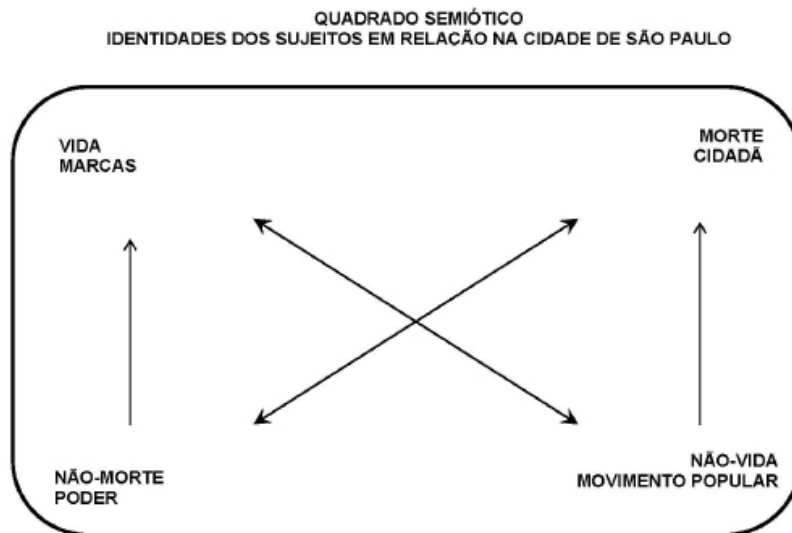 QUADRADO SEMIÓTICO
IDENTIDADES DOS SUJEITOS EM RELAÇÃO NA CIDADE DE SÃO PAULO
VIDA
MARCAS
MORTE
CIDADÃ
NÃO-MORTE
PODER
NÃO-VIDA
MOVIMENTO POPULAR